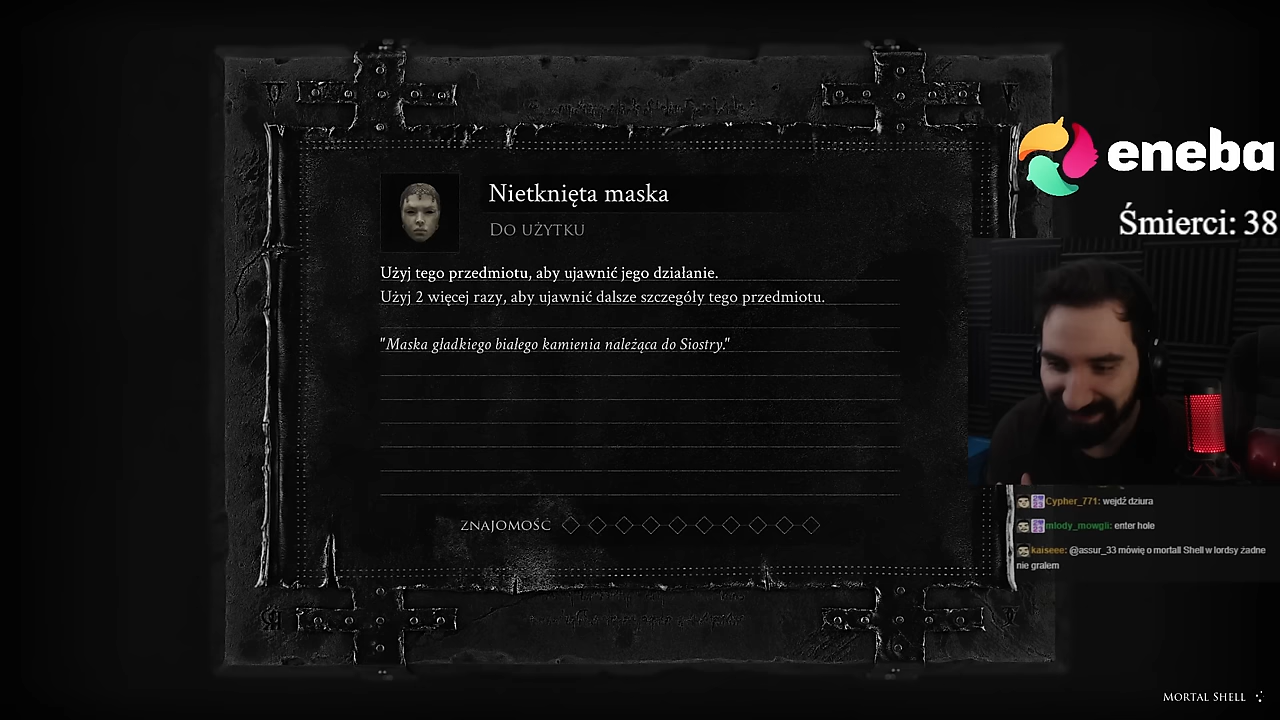 Nietknięta maska
Do użytku
Użyj tego przedmiotu, aby ujawnić jego działanie.
Użyj 2 więcej razy, aby ujawnić dalsze szczegóły tego przedmiotu.
"Maska gładkiego białego kamienia należąca do Siostry."
Znajomość
eneba
Śmierci: 38
Cypher_771: wejdź dziura
mlody_mowgli: enter hole
kaiseee: @assur_33 mówię o mortall Shell w lordsy żadne
nie grałem
Mortal Shell